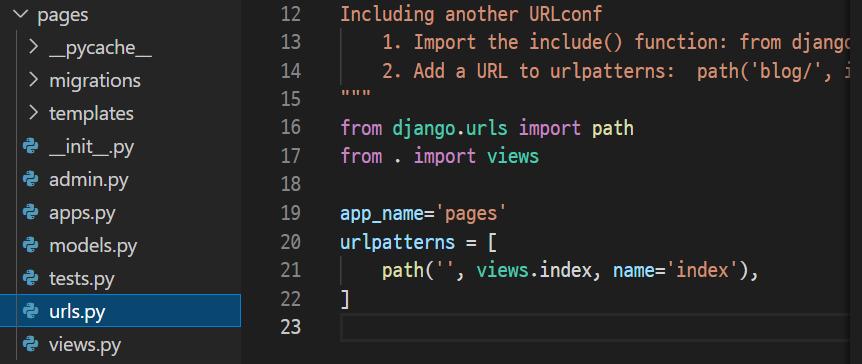 pages
__pycache__
migrations
templates
__init__.py
admin.py
apps.py
models.py
tests.py
urls.py
views.py
12 Including another URLconf
13     1. Import the include() function: from django
14     2. Add a URL to urlpatterns:  path('blog/', i
15 """
16 from django.urls import path
17 from . import views
18
19 app_name='pages'
20 urlpatterns = [
21     path('', views.index, name='index'),
22 ]
23